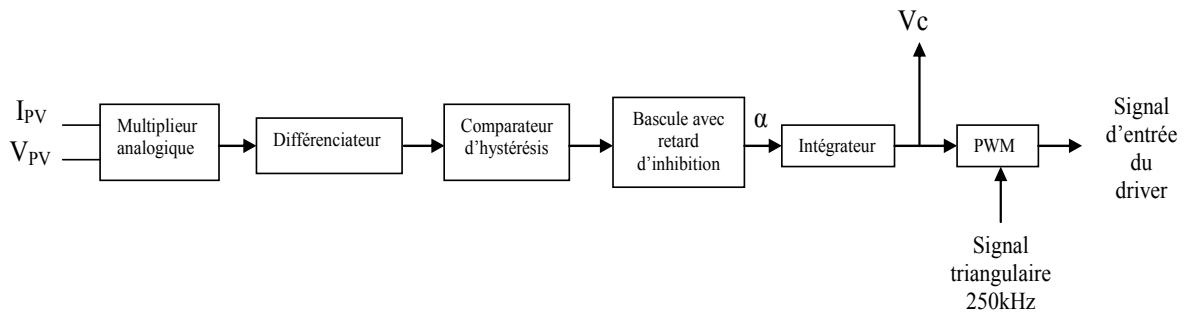 Vc
I_PV
V_PV
Multiplieur
analogique
Différenciateur
Comparateur
d'hystérésis
Bascule avec
retard
d'inhibition
α
Intégrateur
PWM
Signal
d'entrée
du
driver
Signal
triangulaire
250kHz